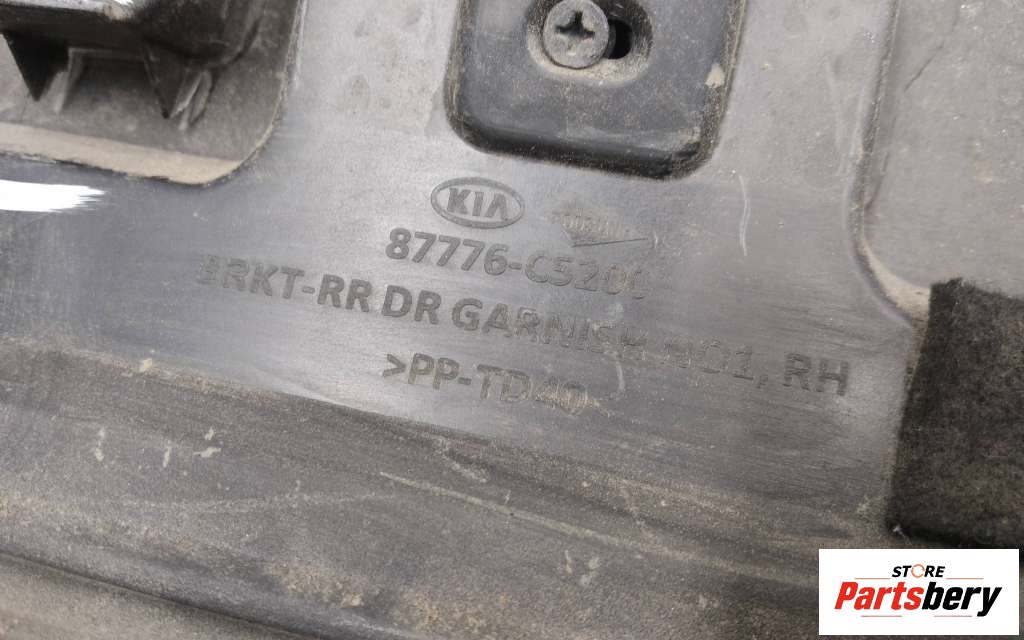 KIA
87776-C520
BRKT-RR DR GARNISH RH
>PP-TD40<
STORE
Partsbery